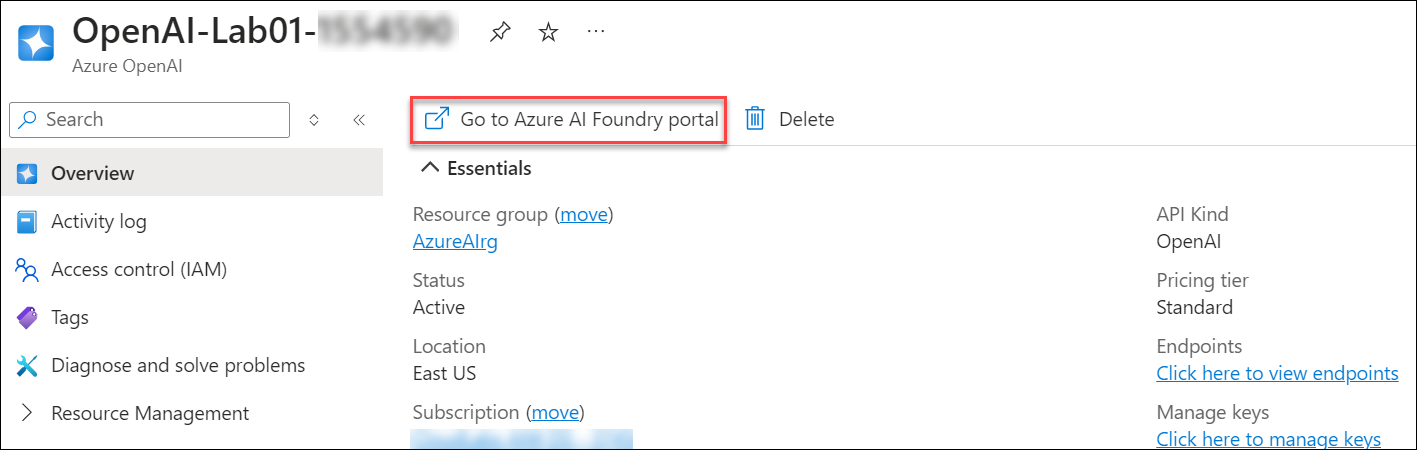 OpenAI-Lab01-
Azure OpenAI
Search
Overview
Activity log
Access control (IAM)
Tags
Diagnose and solve problems
Resource Management
Go to Azure AI Foundry portal
Delete
Essentials
Resource group (move)
AzureAIrg
Status
Active
Location
East US
Subscription (move)
API Kind
OpenAI
Pricing tier
Standard
Endpoints
Click here to view endpoints
Manage keys
Click here to manage keys